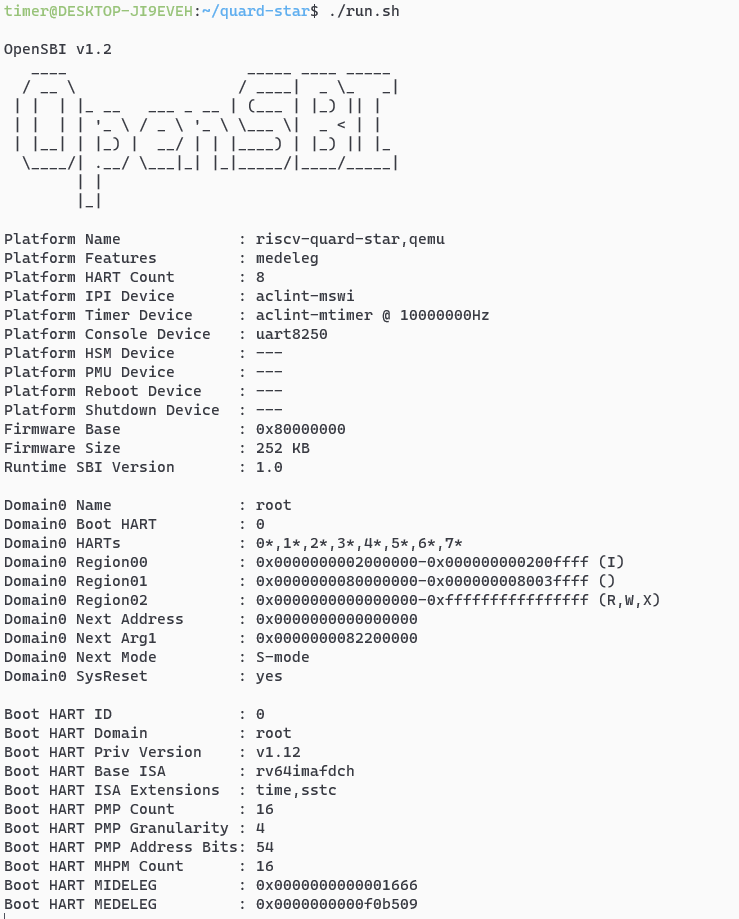 timer@DESKTOP-JI9EVEH:~/quard-star$ ./run.sh

OpenSBI v1.2
   ____                    _____ ____ _____
  / __ \                  / ____|  _ \_   _|
 | |  | |_ __   ___ _ __ | (___ | |_) || |
 | |  | | '_ \ / _ \ '_ \ \___ \|  _ < | |
 | |__| | |_) |  __/ | | |____) | |_) || |_
  \____/| .__/ \___|_| |_|_____/|____/_____|
        | |
        |_|

Platform Name             : riscv-quard-star,qemu
Platform Features         : medeleg
Platform HART Count       : 8
Platform IPI Device       : aclint-mswi
Platform Timer Device     : aclint-mtimer @ 10000000Hz
Platform Console Device   : uart8250
Platform HSM Device       : ---
Platform PMU Device       : ---
Platform Reboot Device    : ---
Platform Shutdown Device  : ---
Firmware Base             : 0x80000000
Firmware Size             : 252 KB
Runtime SBI Version       : 1.0

Domain0 Name              : root
Domain0 Boot HART         : 0
Domain0 HARTs             : 0*,1*,2*,3*,4*,5*,6*,7*
Domain0 Region00          : 0x0000000002000000-0x000000000200ffff (I)
Domain0 Region01          : 0x0000000080000000-0x000000008003ffff ()
Domain0 Region02          : 0x0000000000000000-0xffffffffffffffff (R,W,X)
Domain0 Next Address      : 0x0000000000000000
Domain0 Next Arg1         : 0x0000000082200000
Domain0 Next Mode         : S-mode
Domain0 SysReset          : yes

Boot HART ID              : 0
Boot HART Domain          : root
Boot HART Priv Version    : v1.12
Boot HART Base ISA        : rv64imafdch
Boot HART ISA Extensions  : time,sstc
Boot HART PMP Count       : 16
Boot HART PMP Granularity : 4
Boot HART PMP Address Bits: 54
Boot HART MHPM Count      : 16
Boot HART MIDELEG         : 0x0000000000001666
Boot HART MEDELEG         : 0x0000000000f0b509